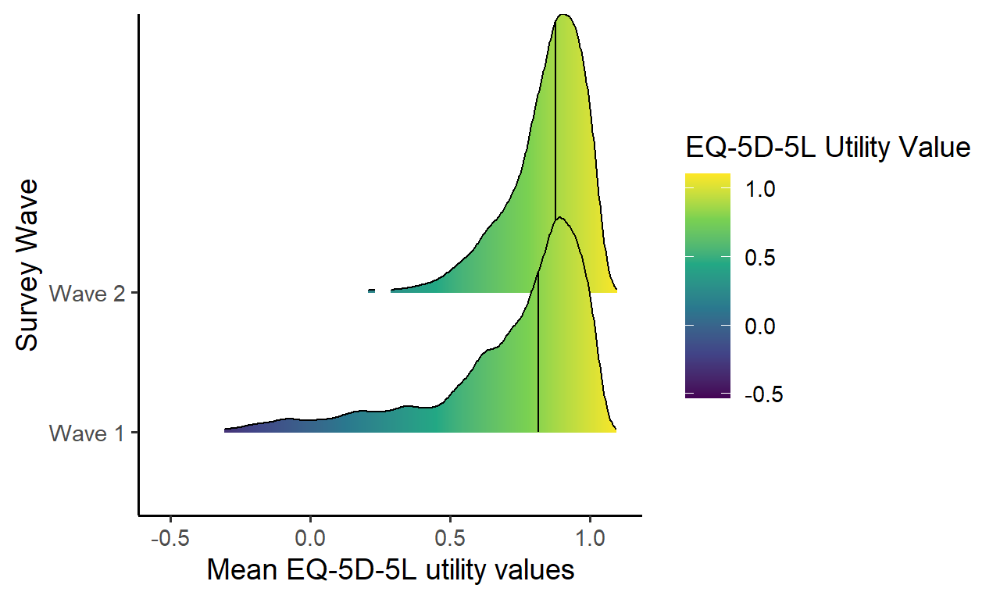 Survey Wave
Wave 2
Wave 1
-0.5
0.0
0.5
1.0
Mean EQ-5D-5L utility values
EQ-5D-5L Utility Value
1.0
0.5
0.0
-0.5